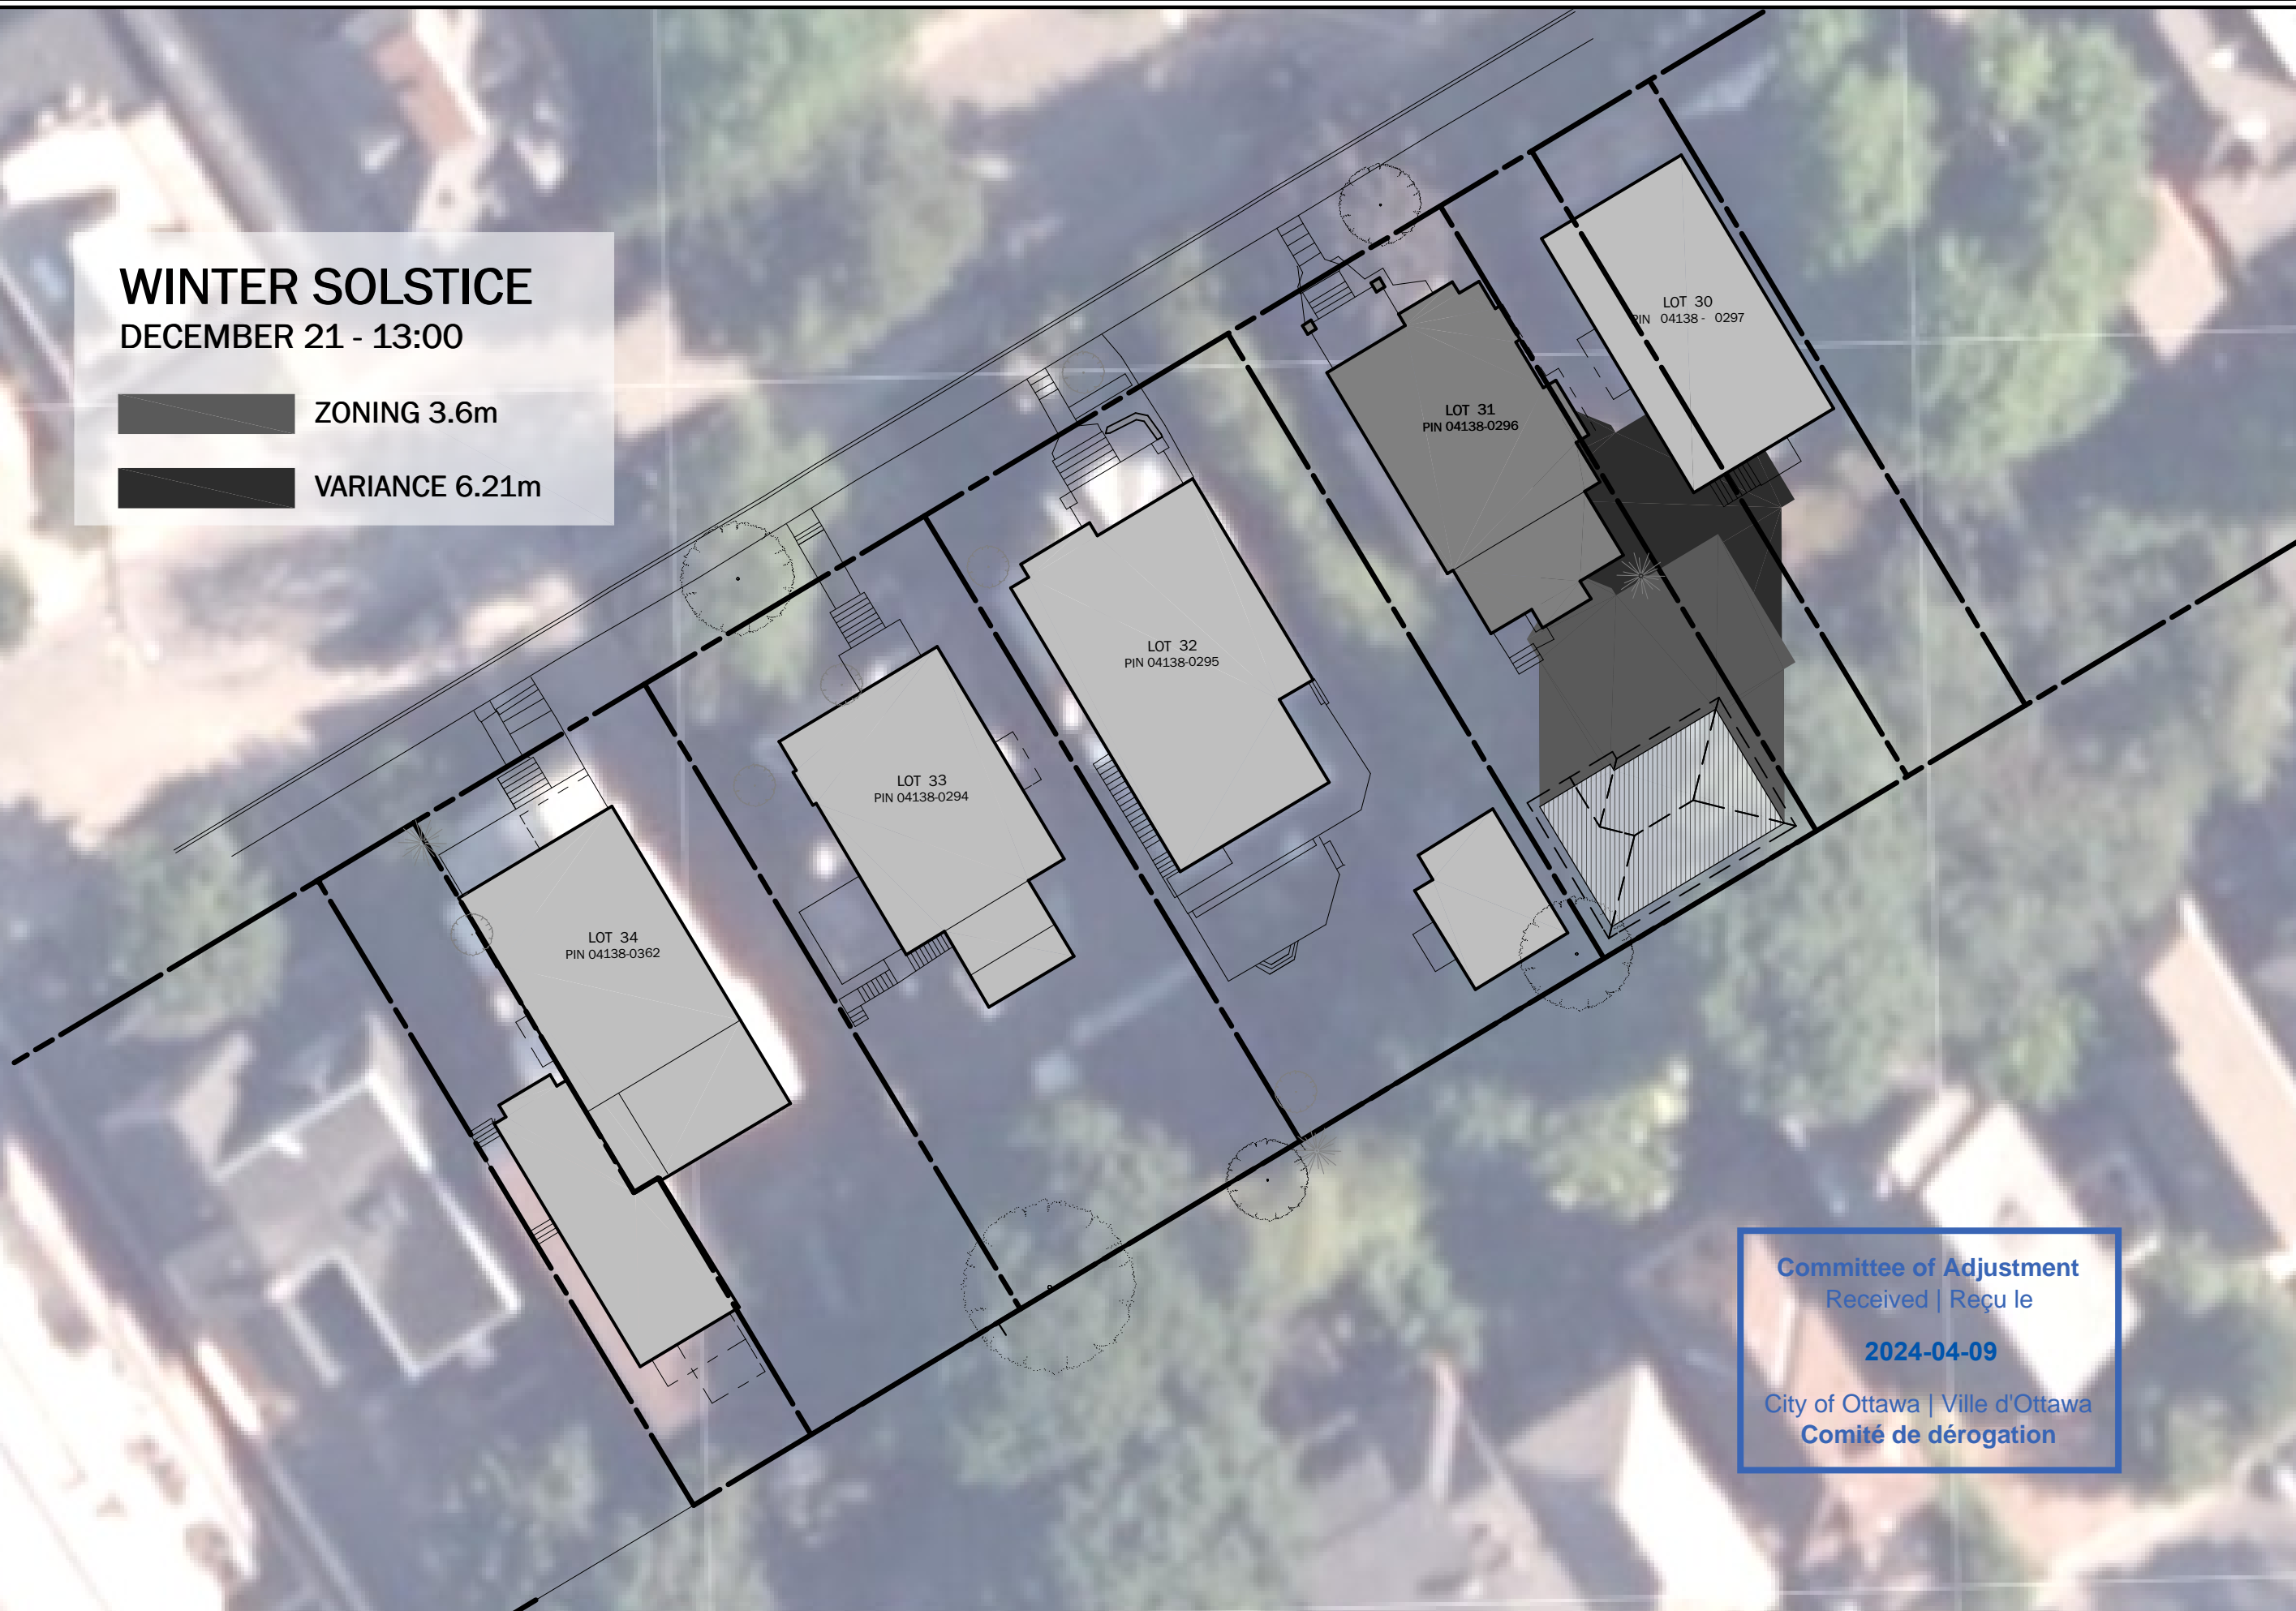 WINTER SOLSTICE
DECEMBER 21 - 13:00
ZONING 3.6m
VARIANCE 6.21m
LOT 30
PIN 04138 - 0297
LOT 31
PIN 04138-0296
LOT 32
PIN 04138-0295
LOT 33
PIN 04138-0294
LOT 34
PIN 04138-0362
Committee of Adjustment
Received | Reçu le
2024-04-09
City of Ottawa | Ville d'Ottawa
Comité de dérogation